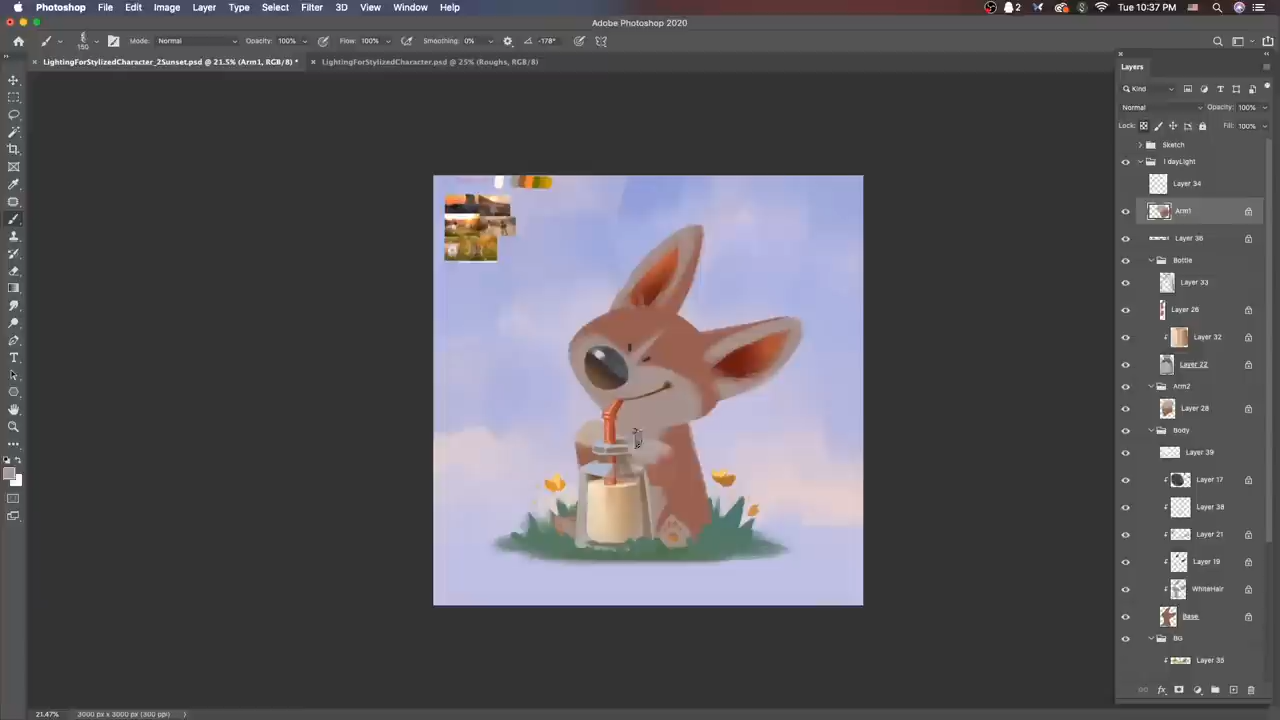 Photoshop File Edit Image Layer Type Select Filter 3D View Window Help 2 Tue 10:37 PM
Adobe Photoshop 2020
150 Mode: Normal Opacity: 100% Flow: 100% Smoothing: 0% -178°
LightingForStylizedCharacter_2Sunset.psd @ 21.5% (Arm1, RGB/8) * LightingForStylizedCharacter.psd @ 25% (Roughs, RGB/8)
Layers
Kind
Normal Opacity: 100%
Lock: Fill: 100%
Sketch
1 dayLight
Layer 34
Arm1
Layer 36
Bottle
Layer 33
Layer 26
Layer 32
Layer 22
Arm2
Layer 28
Body
Layer 39
Layer 17
Layer 38
Layer 21
Layer 19
WhiteHair
Base
BG
Layer 35
21.47% 3000 px x 3000 px (300 ppi)